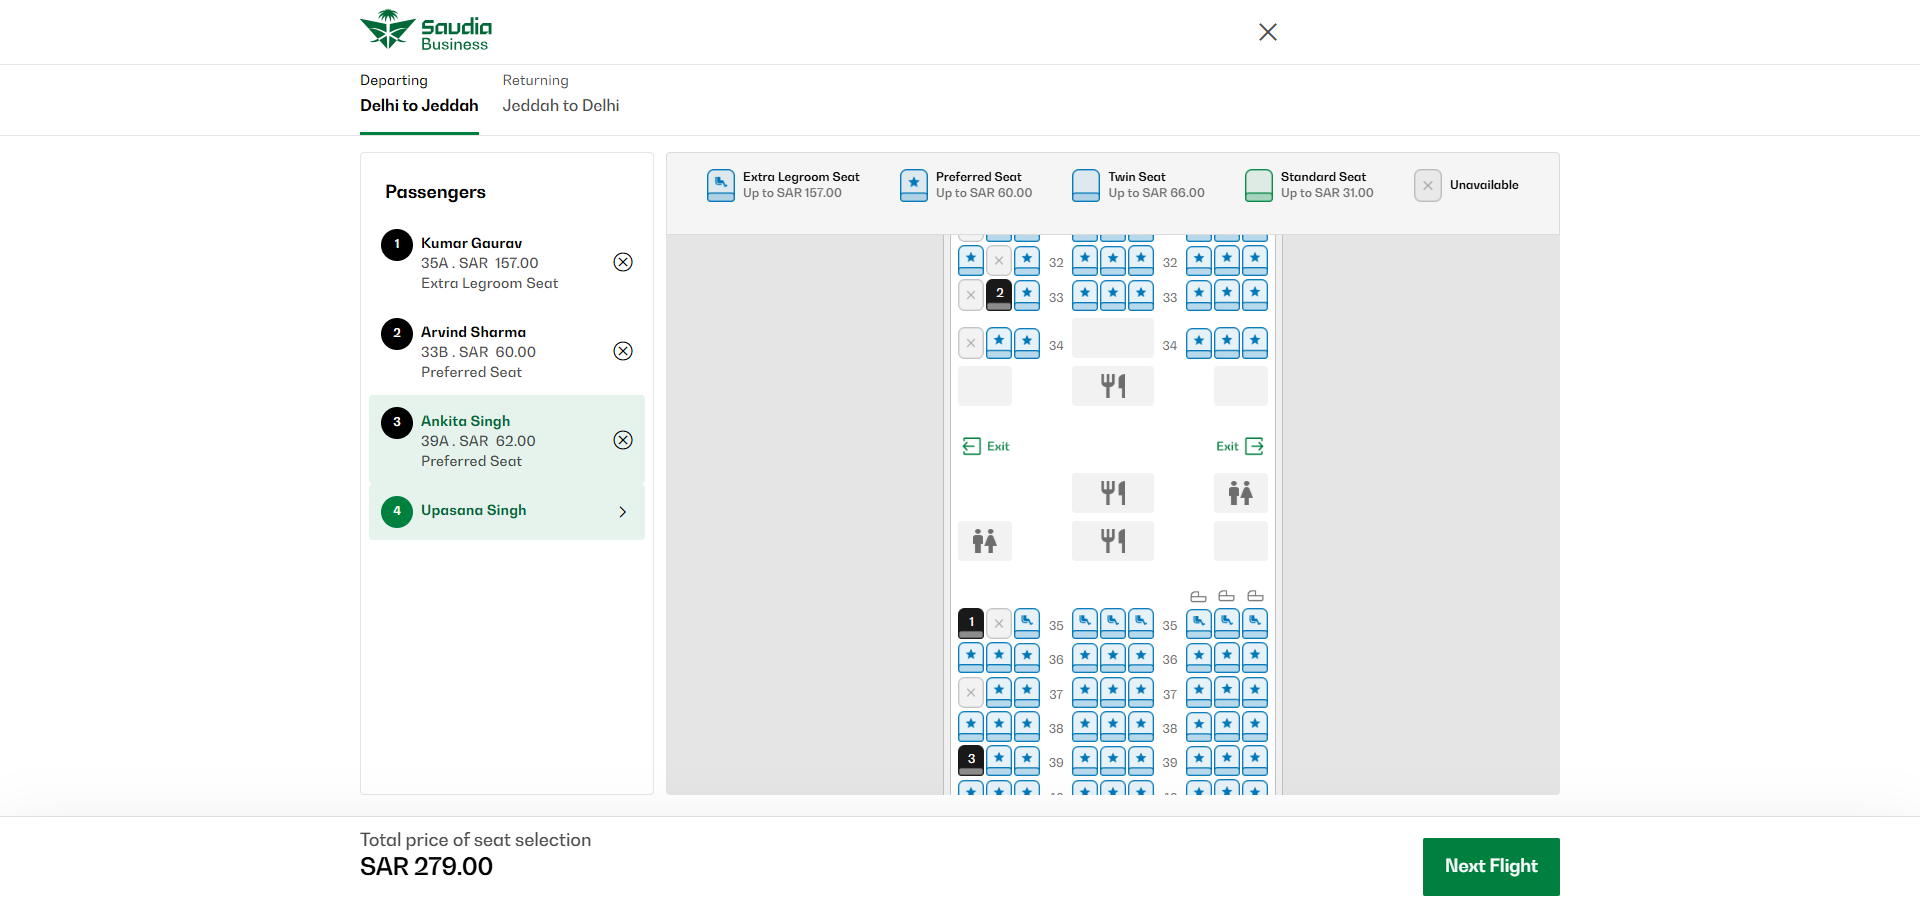 Saudia
Business
Departing
Delhi to Jeddah
Returning
Jeddah to Delhi
Passengers
1
Kumar Gaurav
35A . SAR 157.00
Extra Legroom Seat
2
Arvind Sharma
33B . SAR 60.00
Preferred Seat
3
Ankita Singh
39A . SAR 62.00
Preferred Seat
4
Upasana Singh
Extra Legroom Seat
Up to SAR 157.00
Preferred Seat
Up to SAR 60.00
Twin Seat
Up to SAR 66.00
Standard Seat
Up to SAR 31.00
Unavailable
32 32
2 33 33
34 34
Exit Exit
1 35 35
36 36
37 37
38 38
3 39 39
Total price of seat selection
SAR 279.00
Next Flight